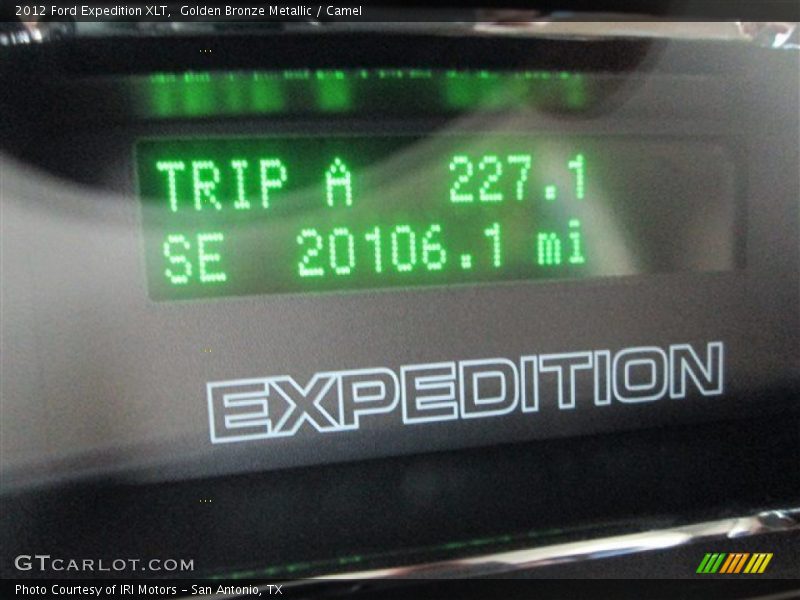 2012 Ford Expedition XLT,  Golden Bronze Metallic / Camel
TRIP A 227.1
SE 20106.1 mi
EXPEDITION
GTCARLOT.COM
Photo Courtesy of IRI Motors – San Antonio, TX